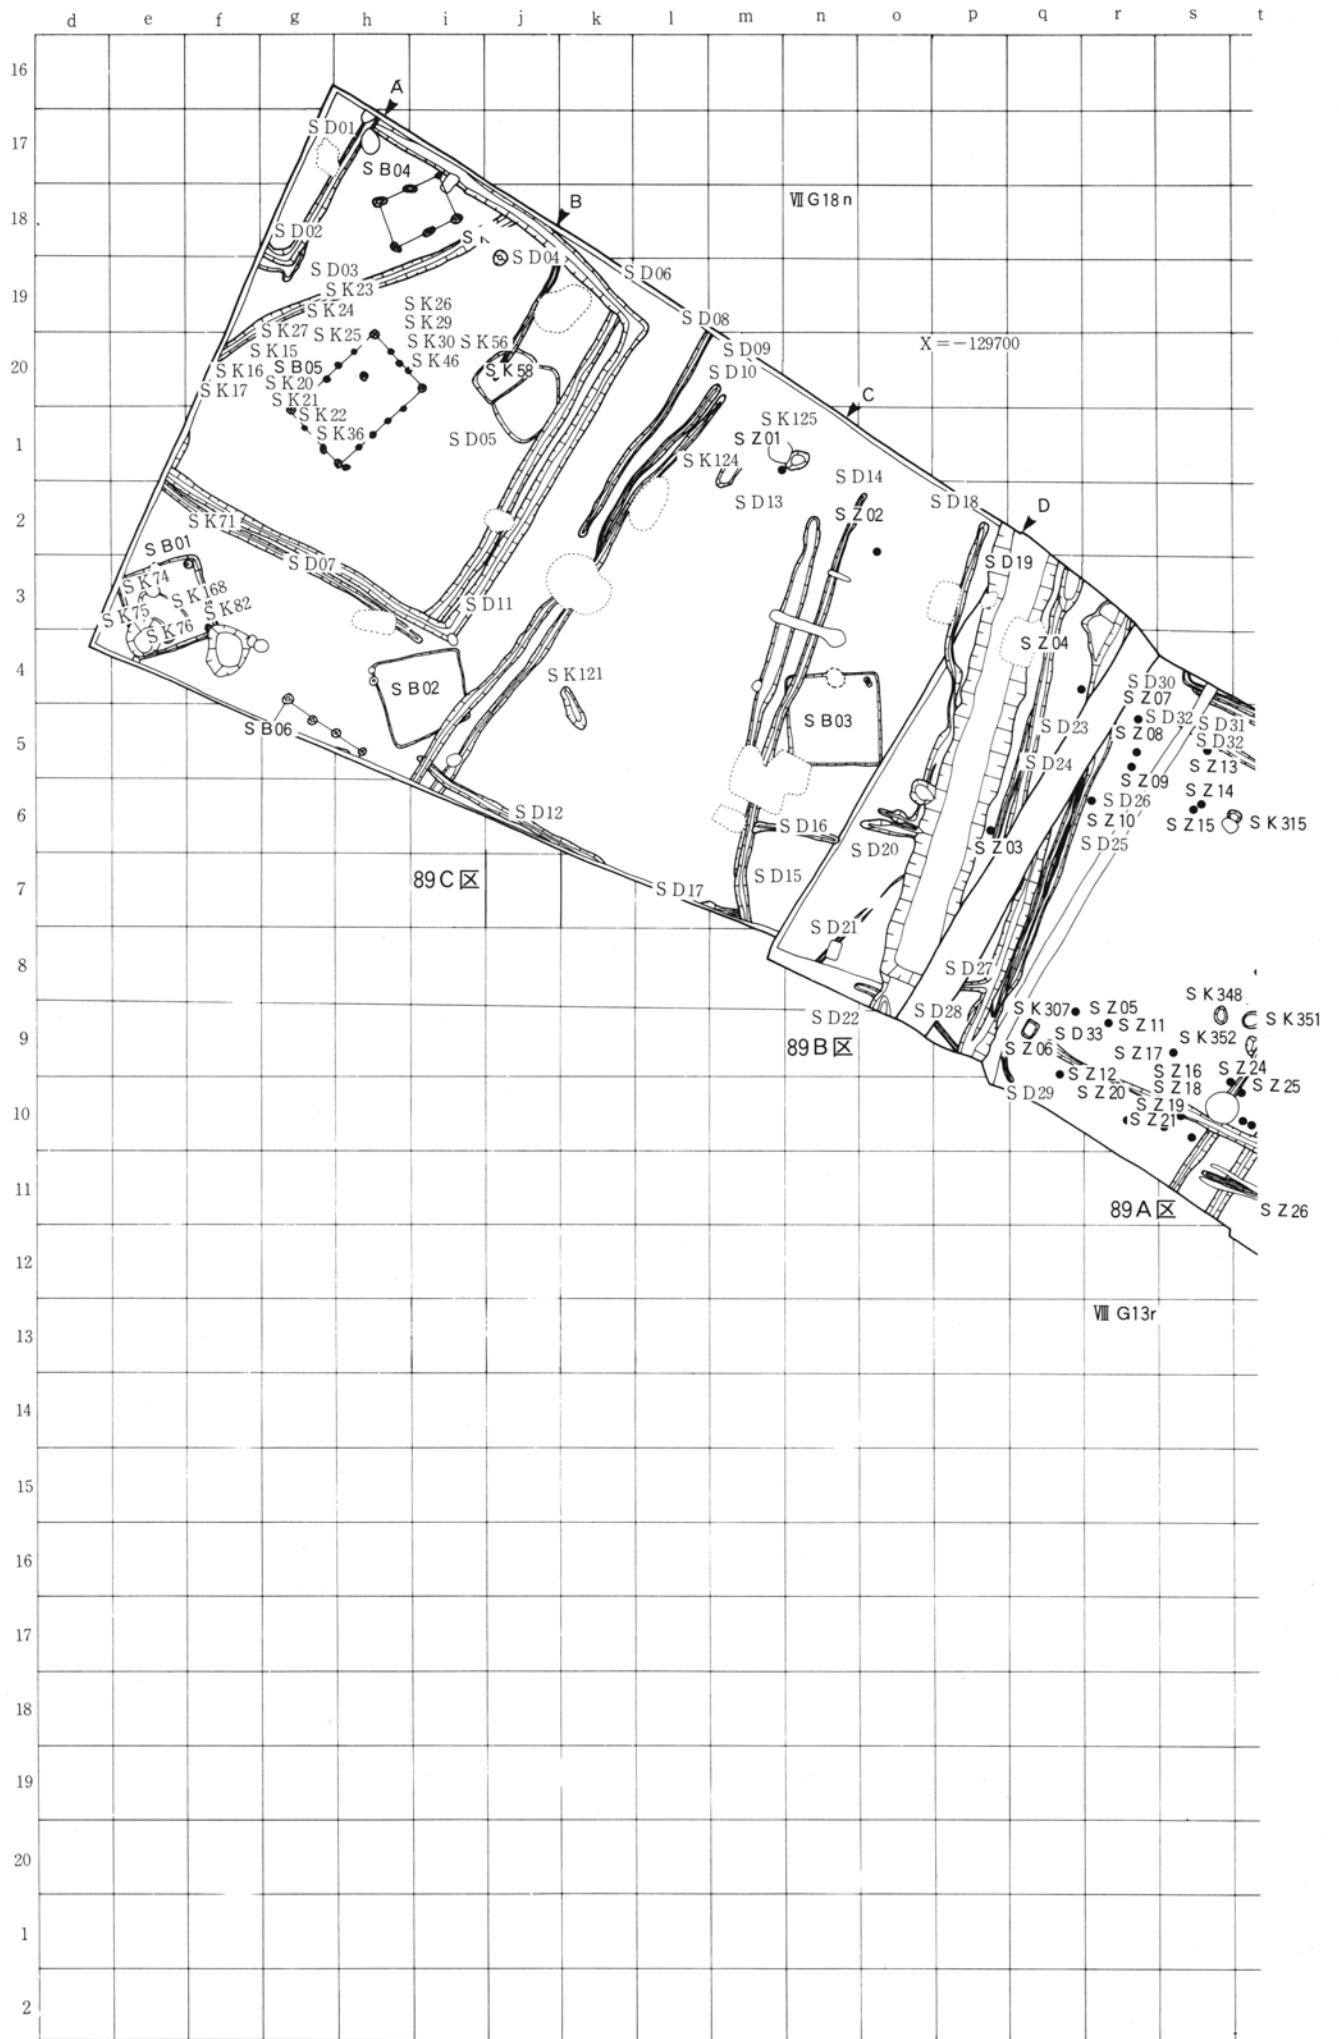 d e f g h i j k l m n o p q r s t
16
A
S D01
17
S B04
Ⅶ G18n
B
18
S D02
S D04
S D03
S D06
S K23
19
S K24
S K26
S K27
S K25
S K29
S D08
S K15
S K30
S K56
S D09
X=−129700
20
S K16
S B05
S K46
S K58
S D10
S K17
S K20
S K21
S K22
C
S K125
1
S K36
S D05
S Z01
S K124
S D14
S D13
S D18
D
2
S K71
S Z02
S B01
S D07
S D19
S K74
3
S K75
S K168
S K82
S D11
S K76
S Z04
4
S K121
S B02
S D30
S Z07
S B03
S D32
S D31
5
S B06
S D23
S Z08
S D32
S D24
S Z13
S Z09
S Z14
S D26
6
S D12
S D16
S Z10
S Z15
S K315
S D20
S Z03
S D25
7
89C区
S D17
S D15
S D21
8
S D27
S K348
S D22
S D28
S K307
S Z05
S K351
9
89B区
S Z06
S D33
S Z11
S K352
S Z17
S Z12
S Z16
S Z24
S D29
S Z20
S Z18
S Z25
10
S Z19
S Z21
11
89A区
S Z26
12
13
Ⅷ G13r
14
15
16
17
18
19
20
1
2